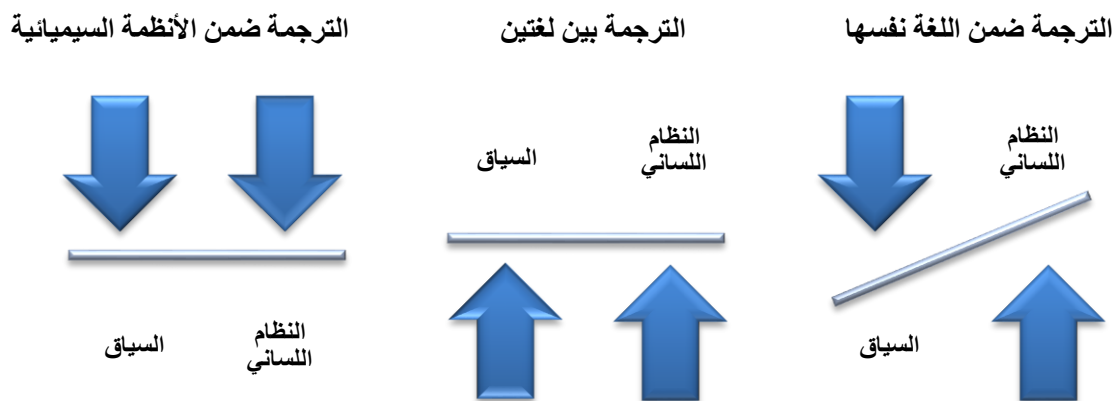 الترجمة ضمن اللغة نفسها
الترجمة بين لغتين
الترجمة ضمن الأنظمة السيميائية
النظام
اللساني
السياق
النظام
اللساني
السياق
النظام
اللساني
السياق